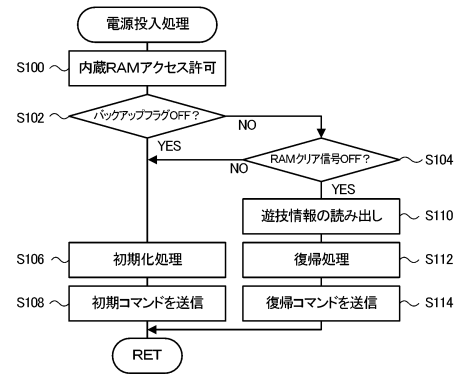 電源投入処理
S100
内蔵RAMアクセス許可
S102
バックアップフラグOFF?
NO
YES
RAMクリア信号OFF?
S104
NO
YES
遊技情報の読み出し
S110
S106
初期化処理
復帰処理
S112
S108
初期コマンドを送信
復帰コマンドを送信
S114
RET